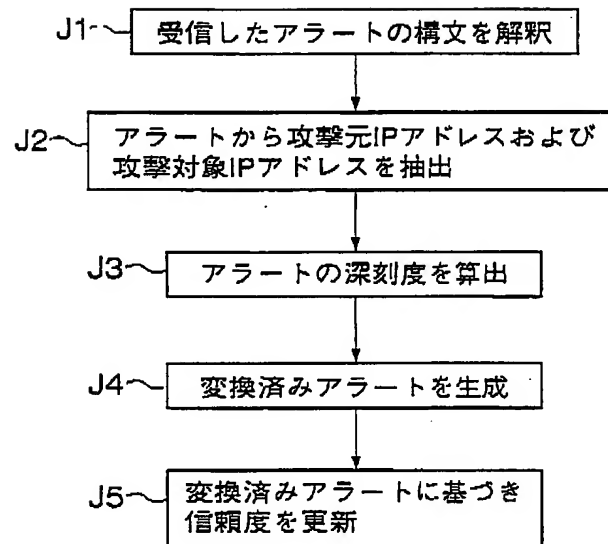 J1 受信したアラートの構文を解釈
J2 アラートから攻撃元IPアドレスおよび
攻撃対象IPアドレスを抽出
J3 アラートの深刻度を算出
J4 変換済みアラートを生成
J5 変換済みアラートに基づき
信頼度を更新